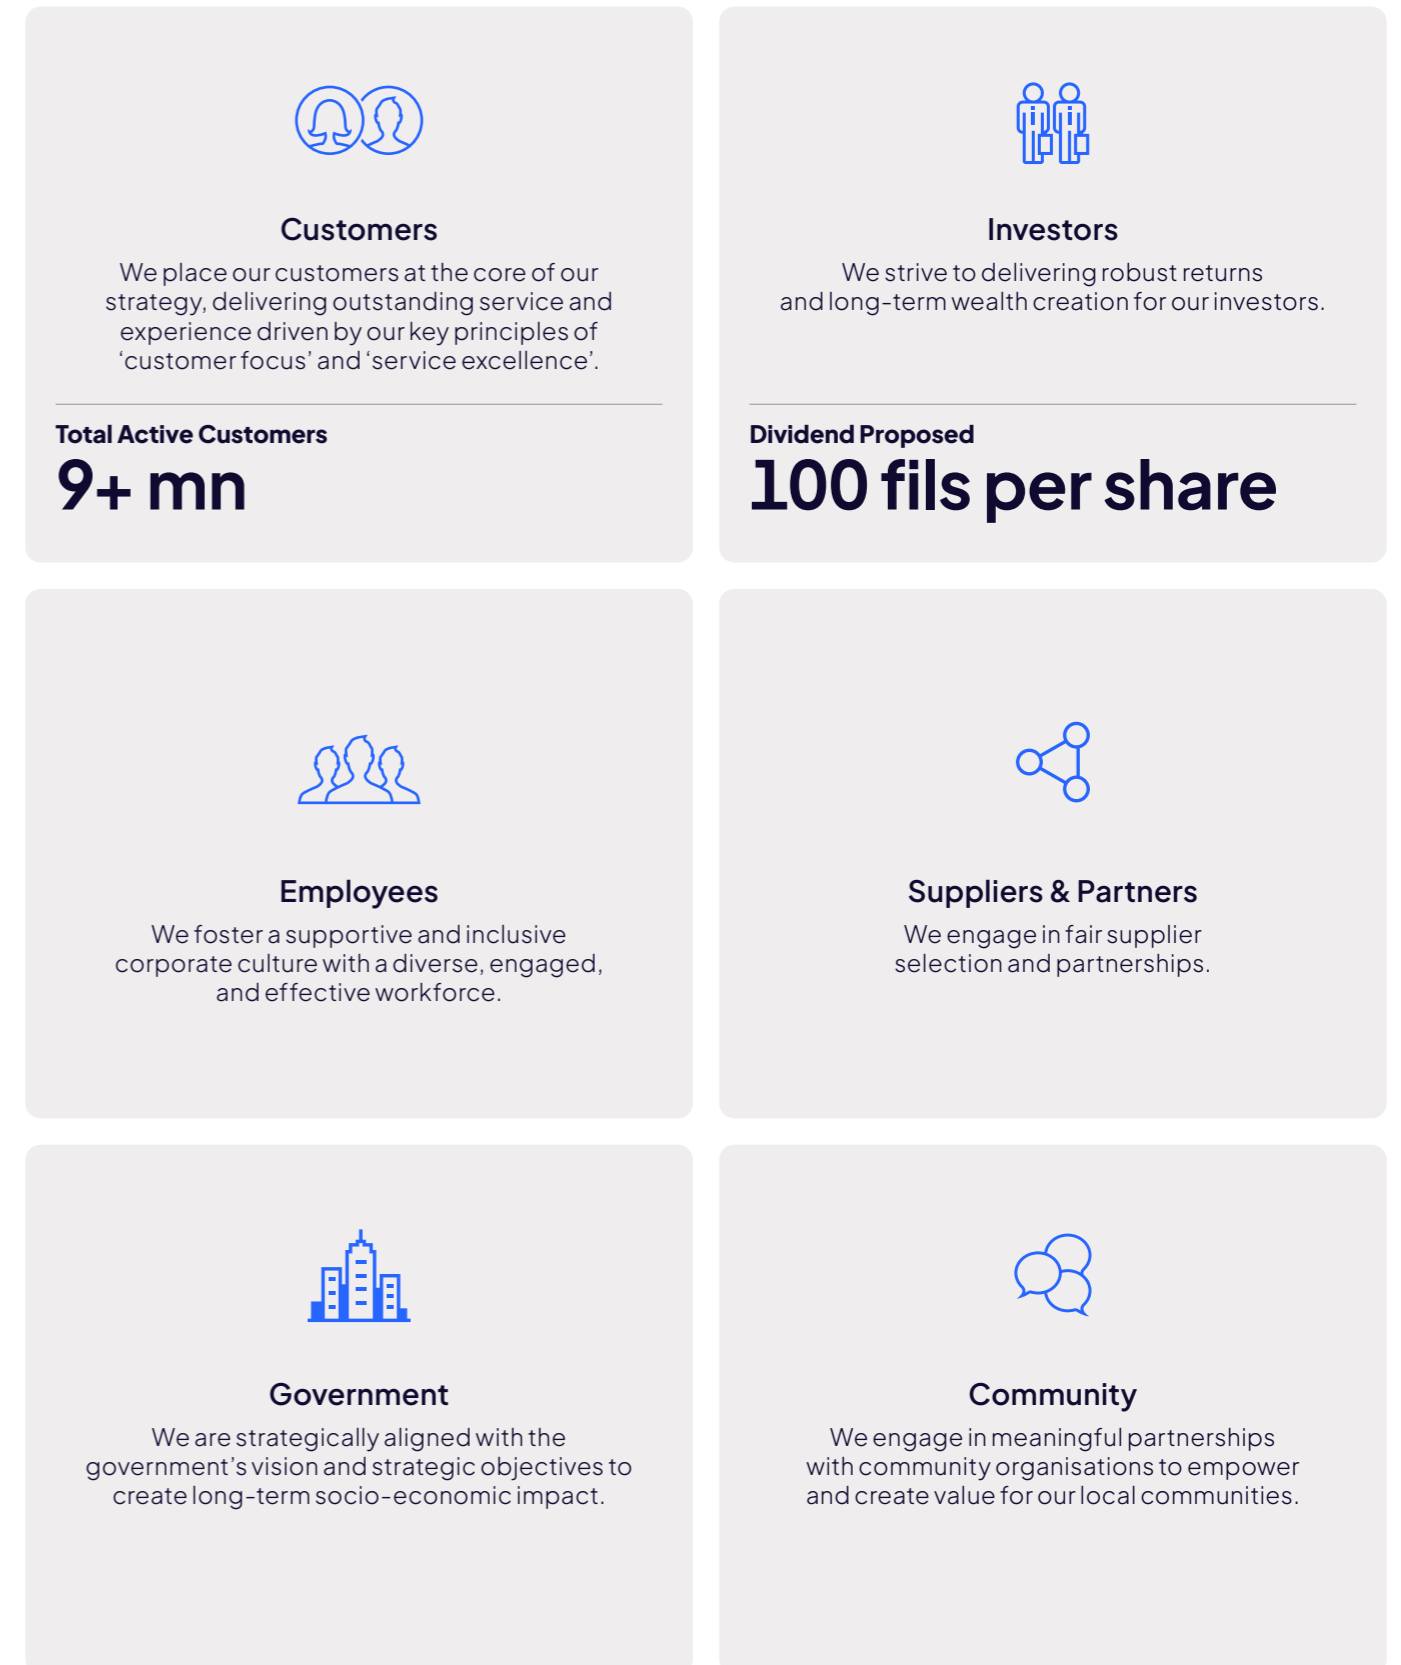 Customers
We place our customers at the core of our
strategy, delivering outstanding service and
experience driven by our key principles of
‘customer focus’ and ‘service excellence’.
Total Active Customers
9+ mn
Investors
We strive to delivering robust returns
and long-term wealth creation for our investors.
Dividend Proposed
100 fils per share
Employees
We foster a supportive and inclusive
corporate culture with a diverse, engaged,
and effective workforce.
Suppliers & Partners
We engage in fair supplier
selection and partnerships.
Government
We are strategically aligned with the
government’s vision and strategic objectives to
create long-term socio-economic impact.
Community
We engage in meaningful partnerships
with community organisations to empower
and create value for our local communities.